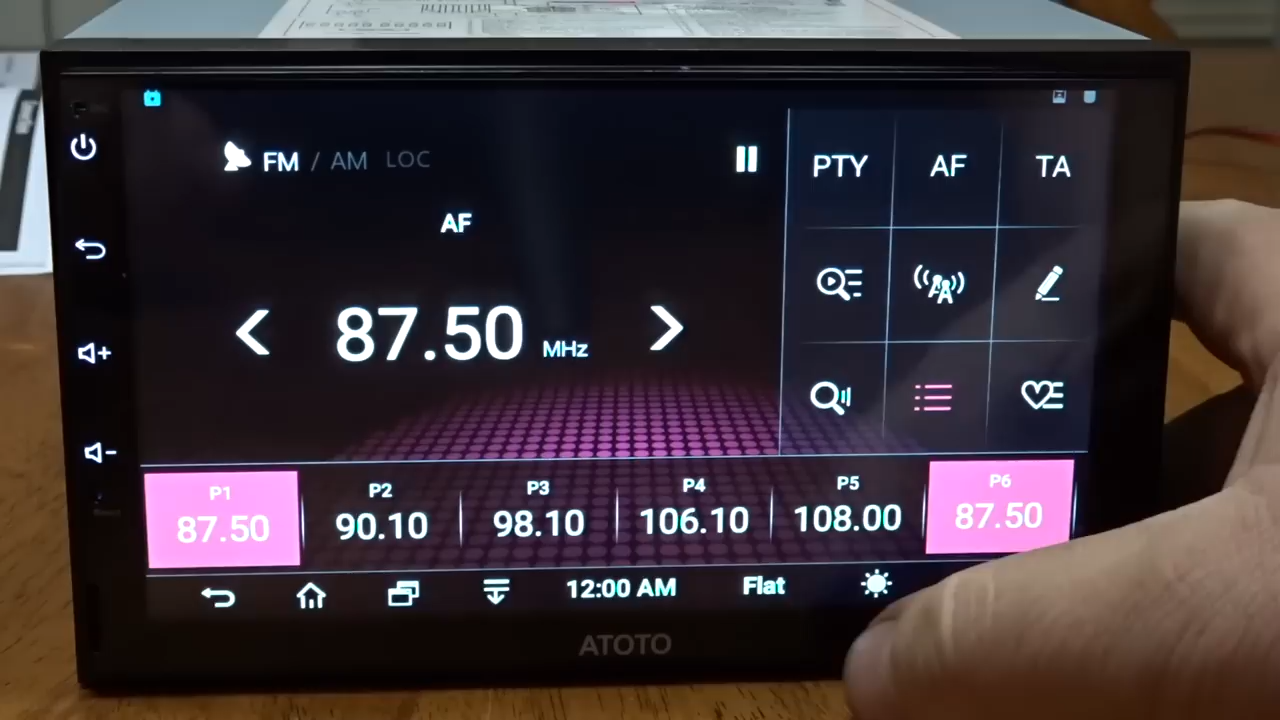 FM / AM LOC
AF
87.50 MHz
PTY AF TA
P1 P2 P3 P4 P5 P6
87.50 90.10 98.10 106.10 108.00 87.50
12:00 AM Flat
ATOTO